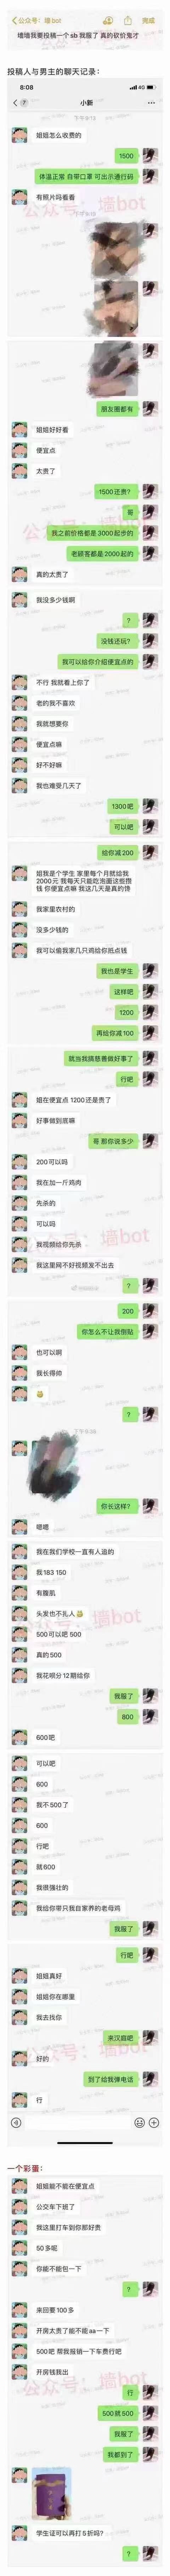 公众号：墙bot
完成
墙墙我要投稿一个 sb 我服了 真的砍价鬼才
投稿人与男主的聊天记录：
8:08
4G
7
小新
姐姐怎么收费的
1500
体温正常 自带口罩 可出示通行码
有照片吗看看
朋友圈都有
姐姐好好看
便宜点
太贵了
1500 还贵？
哥
我之前价格都是3000起步的
老顾客都是2000起的
真的太贵了
我没多少钱啊
？
没钱还玩？
我可以给你介绍便宜点的
不行 我就看上你了
老的我不喜欢
我就想要你
便宜点嘛
好不好嘛
我也难受几天了
1300吧
可以吧
给你减200
姐我是个学生 家里每个月就给我
2000元 我每天只能吃泡面这些攒
钱 你便宜点嘛 我这几天是真的馋
我家里农村的
没多少钱的
我可以偷我家几只鸡给你抵点钱
我也是学生
这样吧
1200
再给你减100
就当我搞慈善做好事了
行吧
姐在便宜点 1200还是贵了
好事做到底嘛
哥 那你说多少
200可以吗
我在加一斤鸡肉
先杀的
可以吗
我视频给你先杀
我这里网不好视频发不出去
？
200
你怎么不让我倒贴
也可以啊
我长得帅
？
你长这样？
嗯嗯
我在我们学校一直有人追的
我 183 150
有腹肌
头发也不扎人
500可以吧 500
真的500
我花呗分12期给你
我服了
800
600吧
可以吧
600
我不500了
600
行吧
就600
我很强壮的
我给你带只我自家养的老母鸡
我服了
行吧
姐姐真好
姐姐你在哪里
我去找你
来汉庭吧
好的
到了给我弹电话
行
一个彩蛋：
姐姐能不能在便宜点
公交车下班了
我这里打车到你那好贵
50多呢
你能不能包一下
？
来回要100多
开房太贵了能不能aa一下
500吧 帮我报销一下车费行吧
开房钱我出
行
500就500
我服了
我都到了
学生证可以再打5折吗？
？